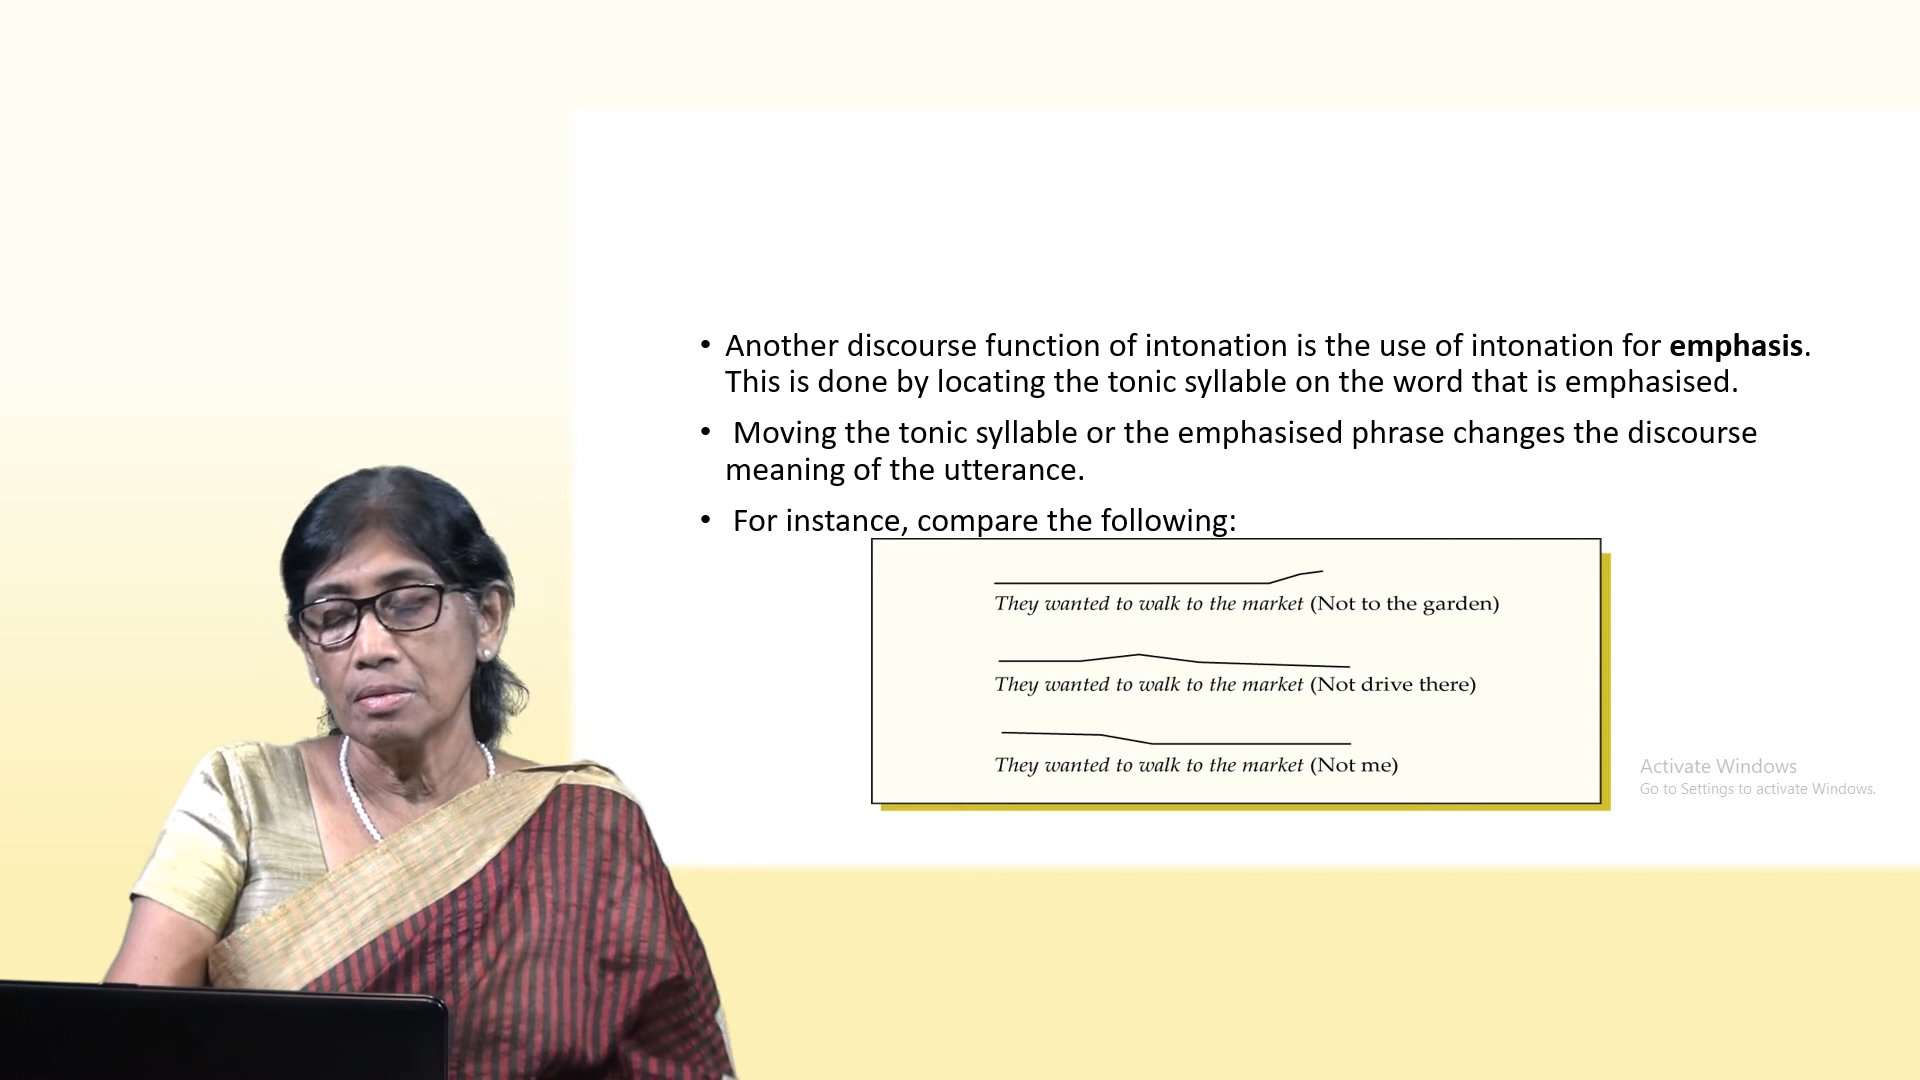 • Another discourse function of intonation is the use of intonation for emphasis.
This is done by locating the tonic syllable on the word that is emphasised.
• Moving the tonic syllable or the emphasised phrase changes the discourse
meaning of the utterance.
• For instance, compare the following:
They wanted to walk to the market (Not to the garden)
They wanted to walk to the market (Not drive there)
They wanted to walk to the market (Not me)
Activate Windows
Go to Settings to activate Windows.